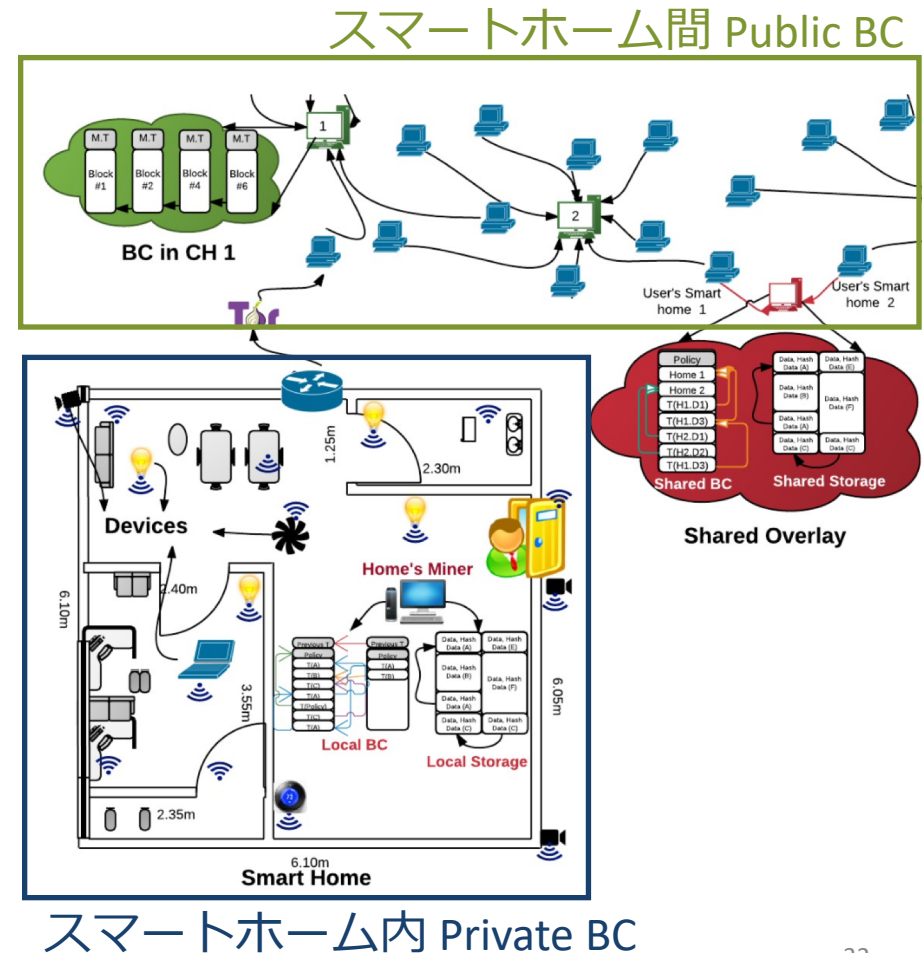 スマートホーム間 Public BC
M.T
M.T
M.T
M.T
Block
#1
Block
#2
Block
#4
Block
#6
BC in CH 1
1
2
Tor
User's Smart
home 1
User's Smart
home 2
Policy
Home 1
Home 2
T(H1.D1)
T(H1.D3)
T(H2.D1)
T(H2.D2)
T(H1.D3)
Shared BC
Data, Hash
Data (A)
Data, Hash
Data (B)
Data, Hash
Data (A)
Data, Hash
Data (C)
Data, Hash
Data (E)
Data, Hash
Data (F)
Data, Hash
Data (C)
Shared Storage
Shared Overlay
1.25m
2.30m
Devices
Home's Miner
6.10m
2.40m
3.55m
Previous T
Policy
T(A)
T(B)
T(C)
T(A)
T(Policy)
T(C)
T(A)
Previous T
Policy
T(A)
T(B)
Local BC
Data, Hash
Data (A)
Data, Hash
Data (B)
Data, Hash
Data (A)
Data, Hash
Data (C)
Data, Hash
Data (E)
Data, Hash
Data (F)
Data, Hash
Data (C)
Local Storage
6.05m
2.35m
6.10m
Smart Home
スマートホーム内 Private BC